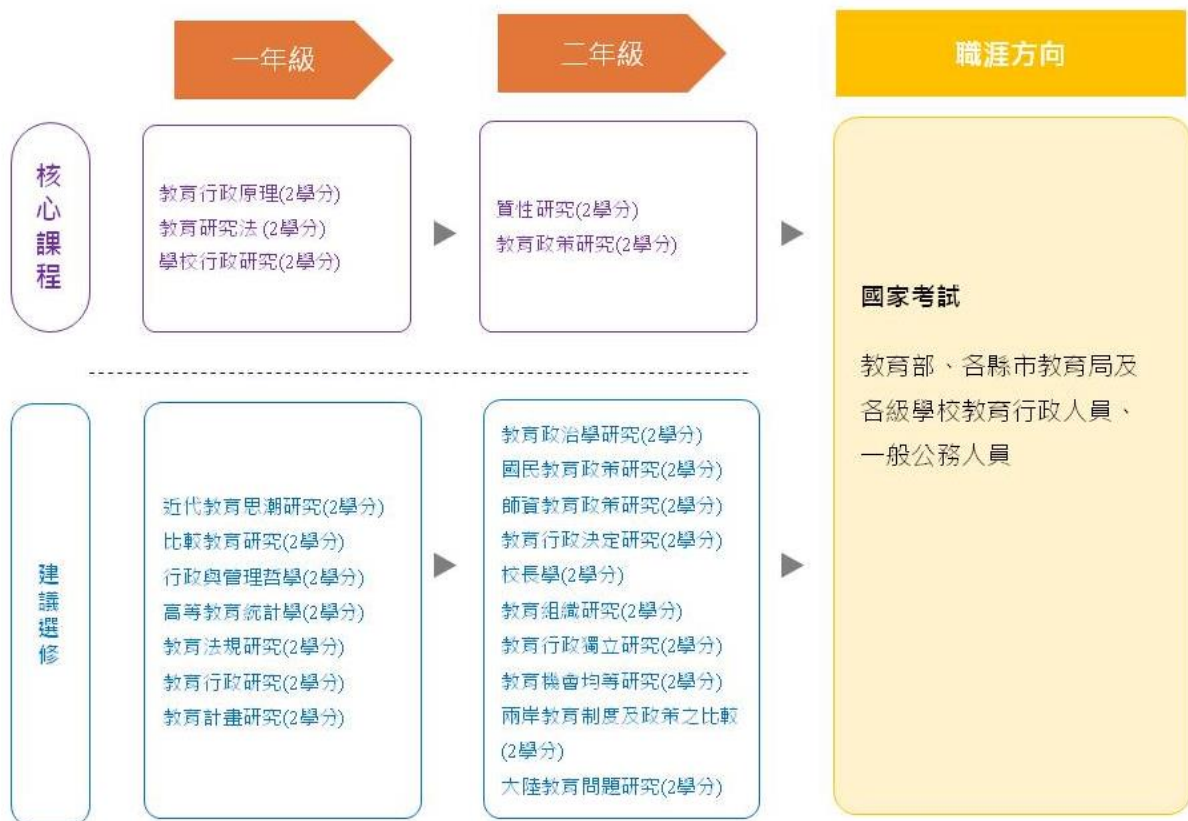 一年級
二年級
職涯方向
核心課程
教育行政原理(2學分)
教育研究法 (2學分)
學校行政研究(2學分)
質性研究(2學分)
教育政策研究(2學分)
國家考試
教育部、各縣市教育局及
各級學校教育行政人員、
一般公務人員
建議選修
近代教育思潮研究(2學分)
比較教育研究(2學分)
行政與管理哲學(2學分)
高等教育統計學(2學分)
教育法規研究(2學分)
教育行政研究(2學分)
教育計畫研究(2學分)
教育政治學研究(2學分)
國民教育政策研究(2學分)
師資教育政策研究(2學分)
教育行政決定研究(2學分)
校長學(2學分)
教育組織研究(2學分)
教育行政獨立研究(2學分)
教育機會均等研究(2學分)
兩岸教育制度及政策之比較
(2學分)
大陸教育問題研究(2學分)